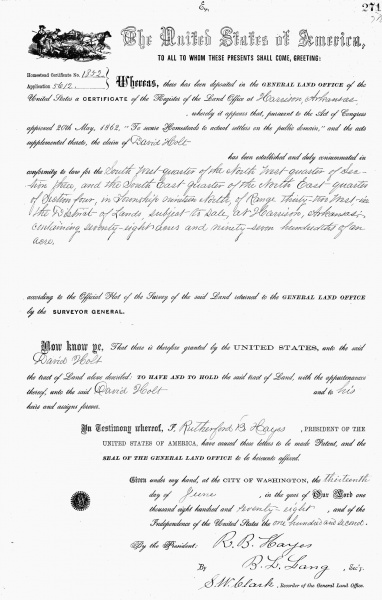 271
The United States of America,
TO ALL TO WHOM THESE PRESENTS SHALL COME, GREETING:
Homestead Certificate No. 1842
Application 5612
Whereas, there has been deposited in the GENERAL LAND OFFICE of the
United States a CERTIFICATE of the Register of the Land Office at Harrison, Arkansas,
, whereby it appears that, pursuant to the Act of Congress
approved 20th May, 1862, "To secure Homesteads to actual settlers on the public domain," and the acts
supplemental thereto, the claim of David Holt
has been established and duly consummated in
conformity to law for the South West quarter of the North West quarter of Sec-
tion three, and the South East quarter of the North East quarter
of Section four, in Township nineteen North, of Range Thirty-two West in
the District of Lands subject to sale, at Harrison, Arkansas,
containing seventy-eight acres and ninety-seven hundredths of an
acre.
according to the Official Plat of the Survey of the said Land returned to the GENERAL LAND OFFICE
by the SURVEYOR GENERAL.
Now know ye, That there is therefore granted by the UNITED STATES, unto the said
David Holt
the tract of Land above described: TO HAVE AND TO HOLD the said tract of Land, with the appurtenances
thereof, unto the said David Holt and to his
heirs and assigns forever.
In Testimony whereof, I, Rutherford B. Hayes, PRESIDENT OF THE
UNITED STATES OF AMERICA, have caused these letters to be made Patent, and the
SEAL OF THE GENERAL LAND OFFICE to be hereunto affixed.
Given under my hand, at the CITY OF WASHINGTON, the thirteenth
day of June, in the year of Our Lord one
thousand eight hundred and seventy eight, and of the
Independence of the United States the one hundred and second.
By the President: R. B. Hayes
By B. L. Lang, Sec'y.
S. W. Clark, Recorder of the General Land Office.